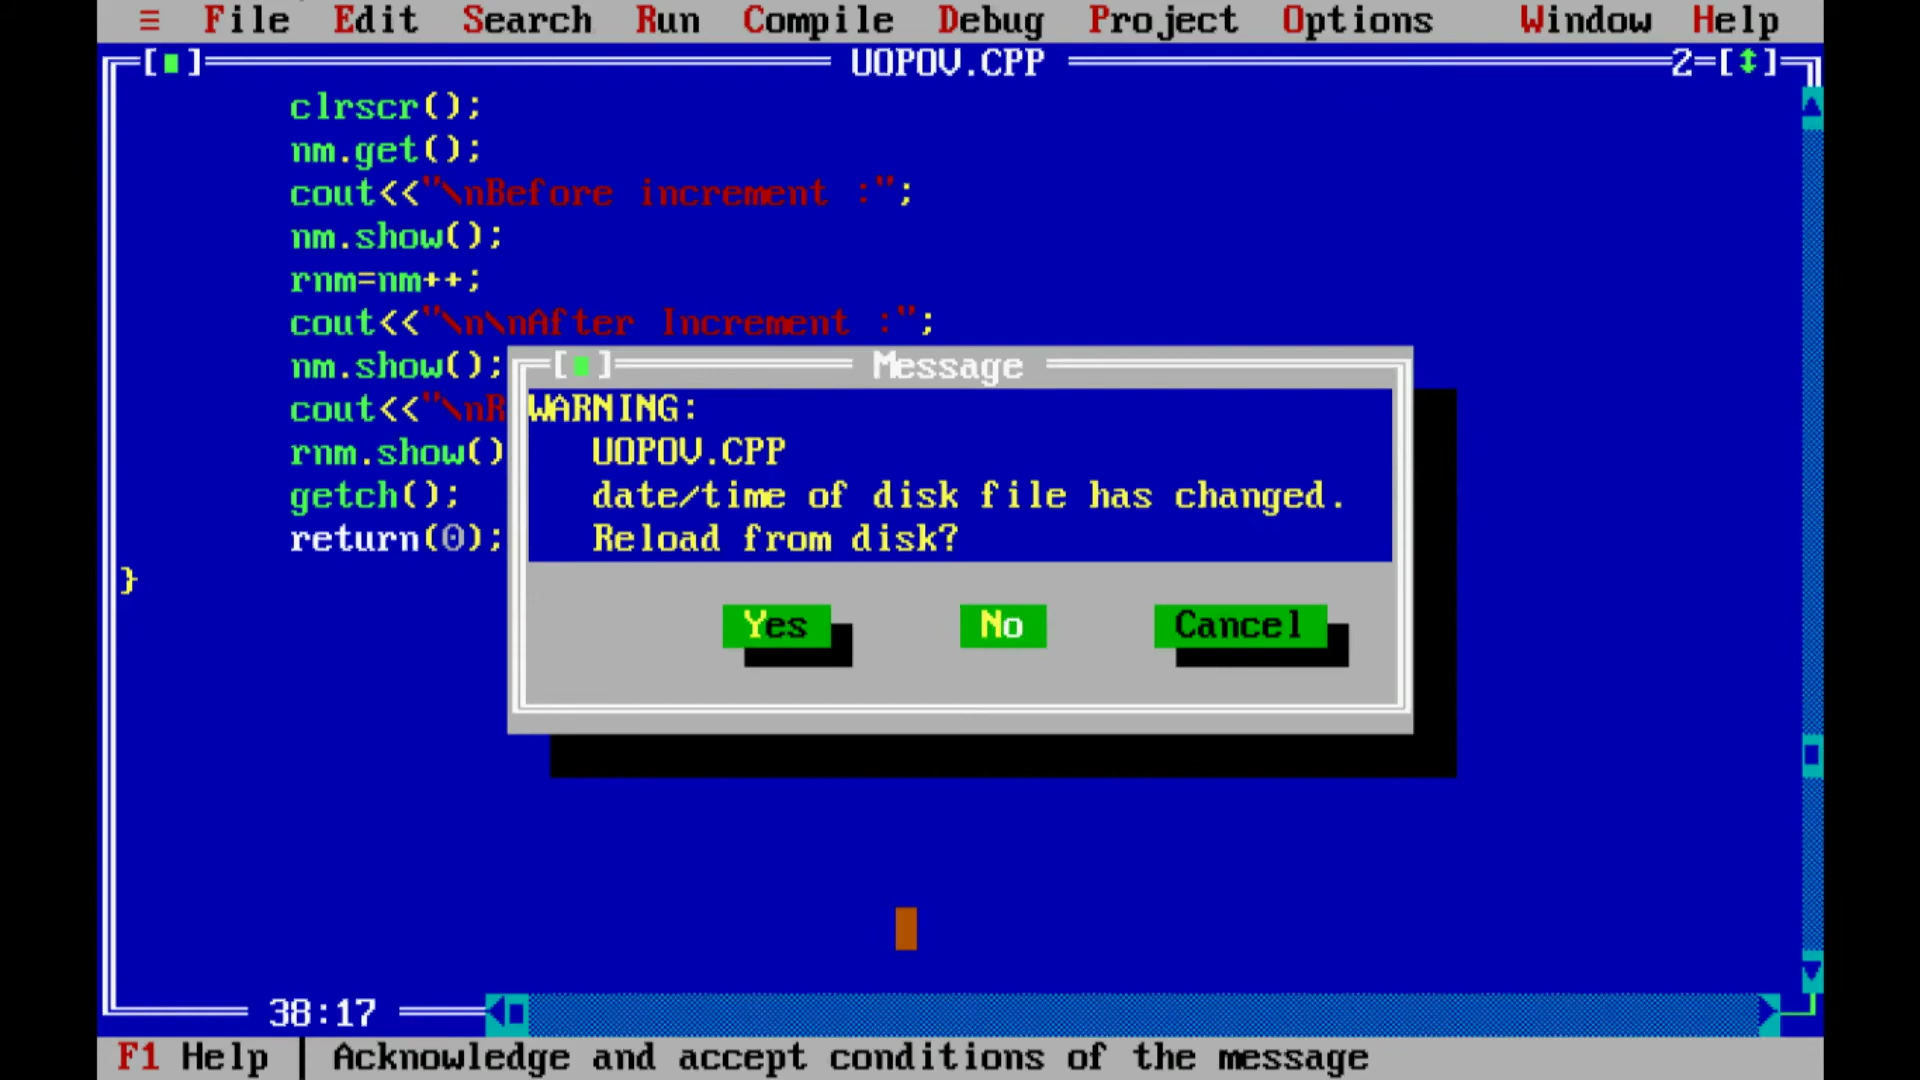 ≡ File Edit Search Run Compile Debug Project Options Window Help
[■] UOPOV.CPP 2=[↕]
clrscr();
nm.get();
cout<<"\nBefore increment :";
nm.show();
rnm=nm++;
cout<<"\n\nAfter Increment :";
nm.show();
cout<<"\nR
rnm.show()
getch();
return(0);
}
[■] Message
WARNING:
UOPOV.CPP
date/time of disk file has changed.
Reload from disk?
Yes No Cancel
38:17
F1 Help | Acknowledge and accept conditions of the message